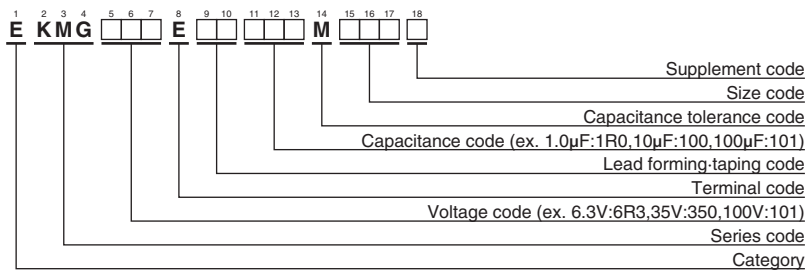 1 2 3 4 5 6 7 8 9 10 11 12 13 14 15 16 17 18
E KMG E M
Supplement code
Size code
Capacitance tolerance code
Capacitance code (ex. 1.0µF:1R0,10µF:100,100µF:101)
Lead forming·taping code
Terminal code
Voltage code (ex. 6.3V:6R3,35V:350,100V:101)
Series code
Category